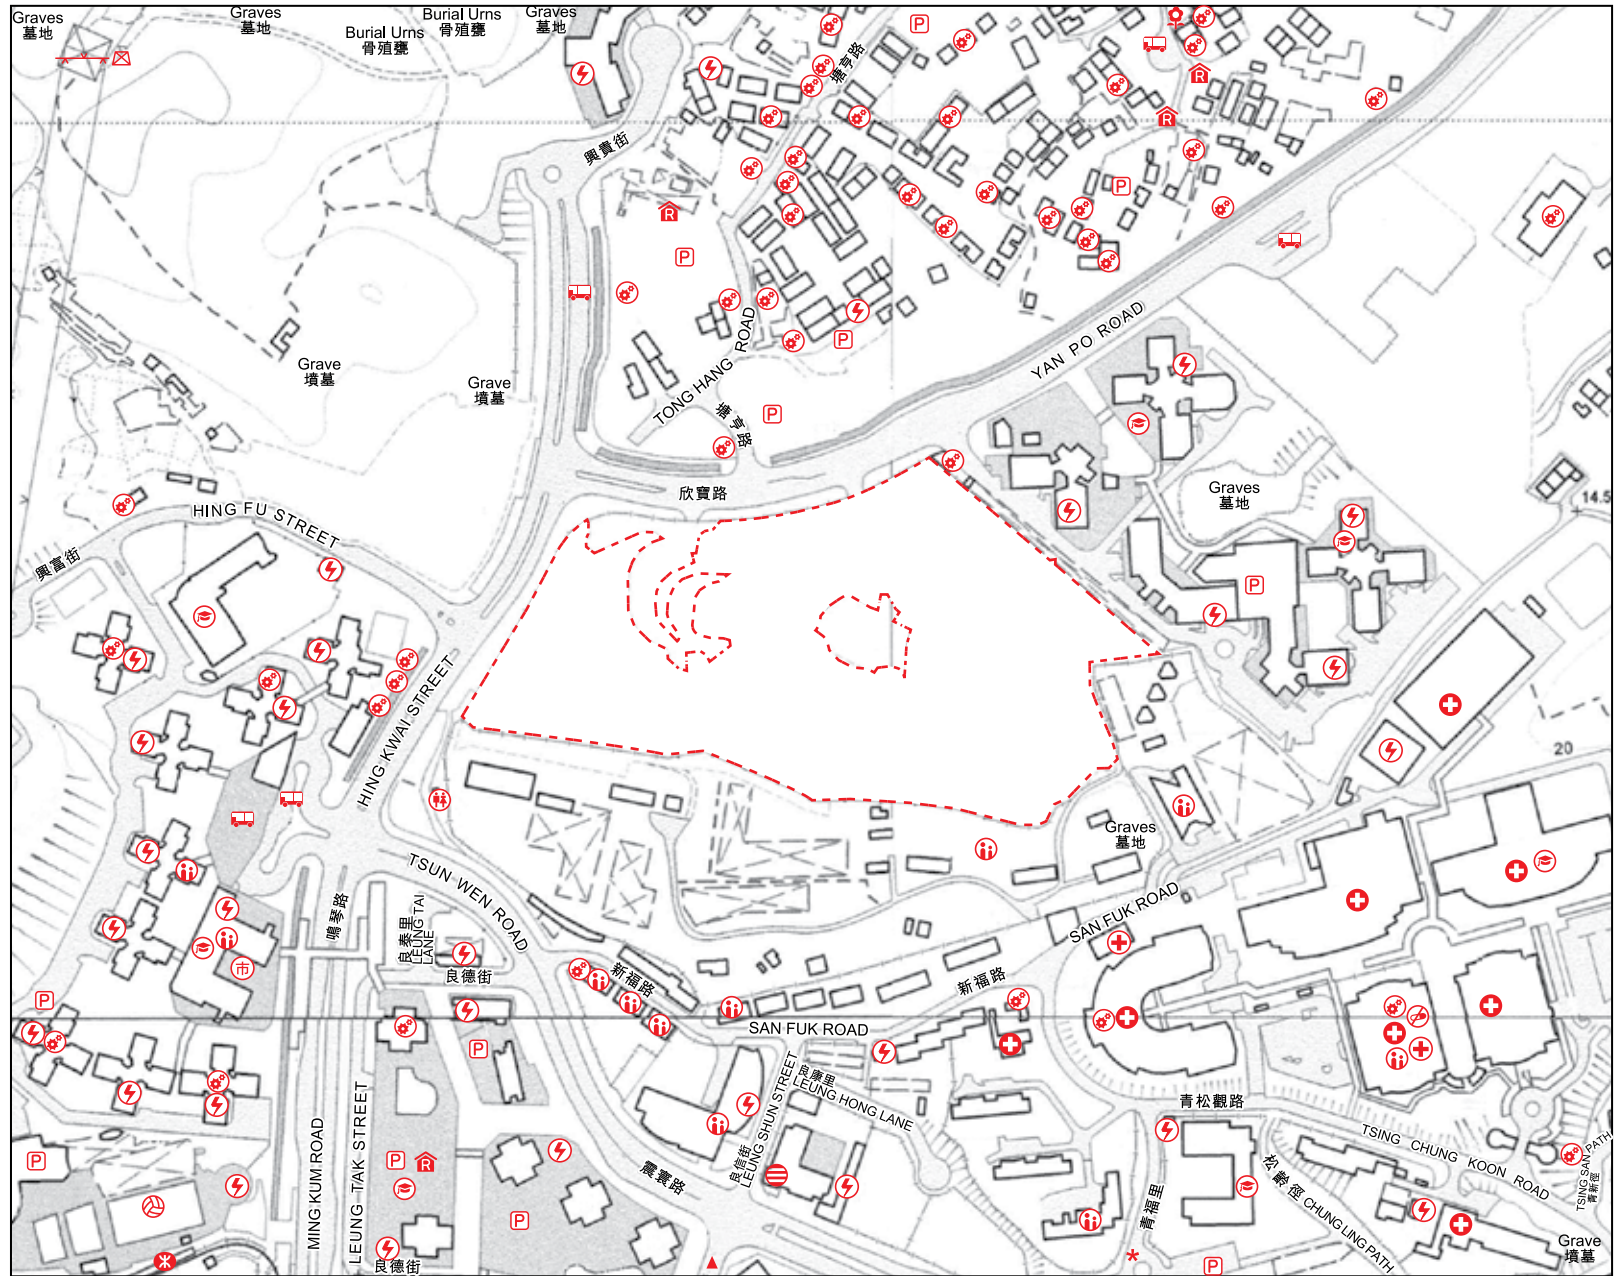 Graves
墓地
Graves
墓地
Burial Urns
骨殖甕
Burial Urns
骨殖甕
Graves
墓地
塘亨路
P
R
R
興貴街
P
R
P
YAN PO ROAD
P
TONG HANG ROAD
Grave
墳墓
Grave
墳墓
塘亨路
P
欣寶路
Graves
墓地
14.5
HING FU STREET
興富街
P
HING KWAI STREET
20
Graves
墓地
TSUN WEN ROAD
鳴琴路
良泰里
LEUNG TAI
LANE
良德街
SAN FUK ROAD
市
新福路
新福路
P
SAN FUK ROAD
P
良康里
LEUNG HONG LANE
良信街
LEUNG SHUN STREET
青松觀路
TSING CHUNG KOON ROAD
TSING SAN PATH
青新徑
P
MING KUM ROAD
LEUNG TAK STREET
P
R
震寰路
松齡徑 CHUNG LING PATH
青福里
P
Grave
墳墓
良德街
P